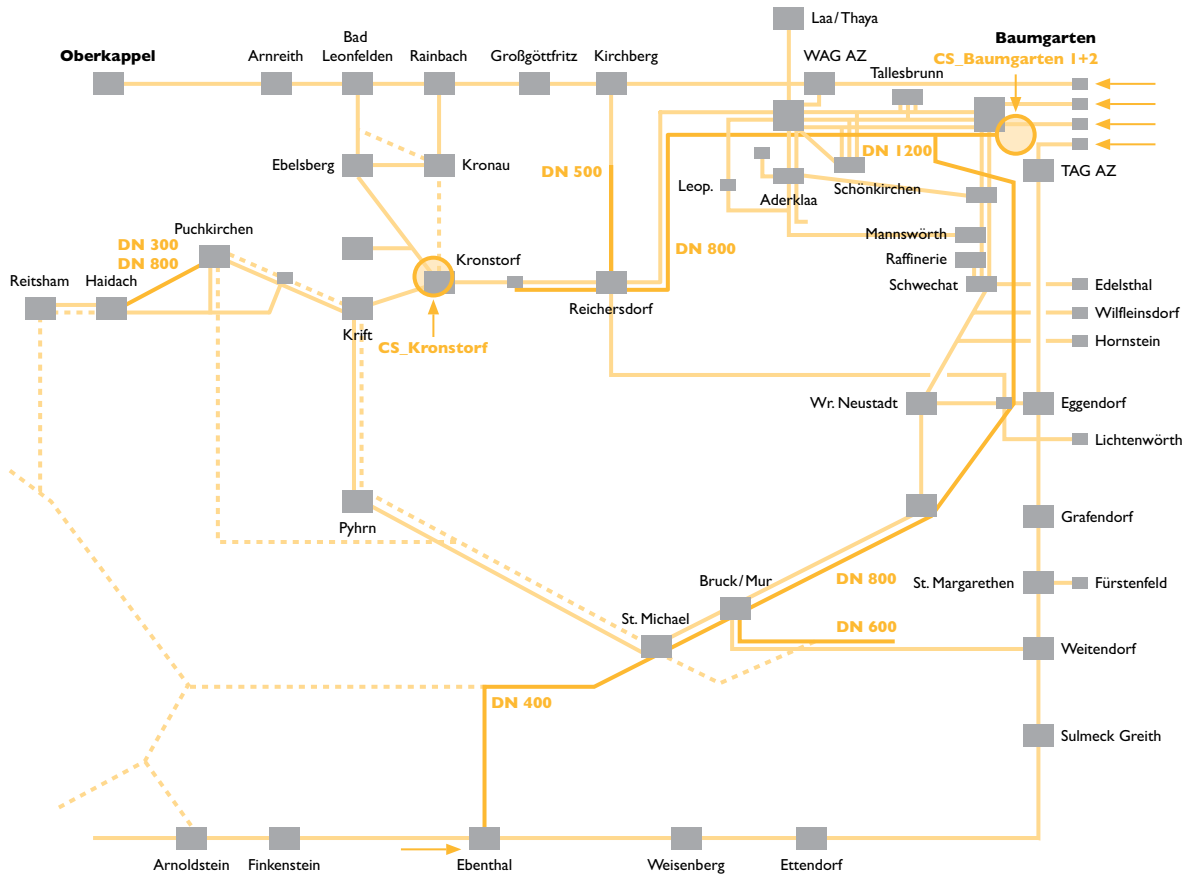 Laa/Thaya
Baumgarten
CS_Baumgarten 1+2
Oberkappel
Arnreith
Bad
Leonfelden
Rainbach
Großgöttfritz
Kirchberg
WAG AZ
Tallesbrunn
Ebelsberg
Kronau
DN 500
DN 1200
TAG AZ
Leop.
Aderklaa
Schönkirchen
Puchkirchen
DN 300
DN 800
Kronstorf
DN 800
Mannswörth
Raffinerie
Reitsham
Haidach
Schwechat
Edelsthal
Krift
Reichersdorf
Wilfleinsdorf
CS_Kronstorf
Hornstein
Wr. Neustadt
Eggendorf
Lichtenwörth
Pyhrn
Grafendorf
Bruck/Mur
DN 800
St. Margarethen
Fürstenfeld
St. Michael
DN 600
Weitendorf
DN 400
Sulmeck Greith
Arnoldstein
Finkenstein
Ebenthal
Weisenberg
Ettendorf